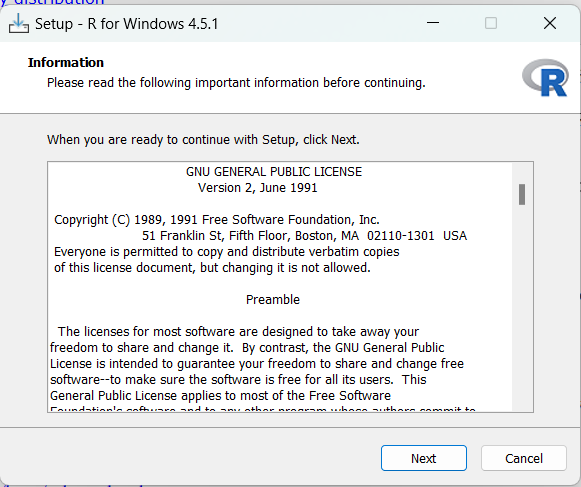 y distribution
Setup - R for Windows 4.5.1
Information
Please read the following important information before continuing.
R
When you are ready to continue with Setup, click Next.
GNU GENERAL PUBLIC LICENSE
Version 2, June 1991
Copyright (C) 1989, 1991 Free Software Foundation, Inc.
51 Franklin St, Fifth Floor, Boston, MA  02110-1301  USA
Everyone is permitted to copy and distribute verbatim copies
of this license document, but changing it is not allowed.
Preamble
The licenses for most software are designed to take away your
freedom to share and change it.  By contrast, the GNU General Public
License is intended to guarantee your freedom to share and change free
software--to make sure the software is free for all its users.  This
General Public License applies to most of the Free Software
Foundation's software and to any other program whose authors commit to
Next
Cancel